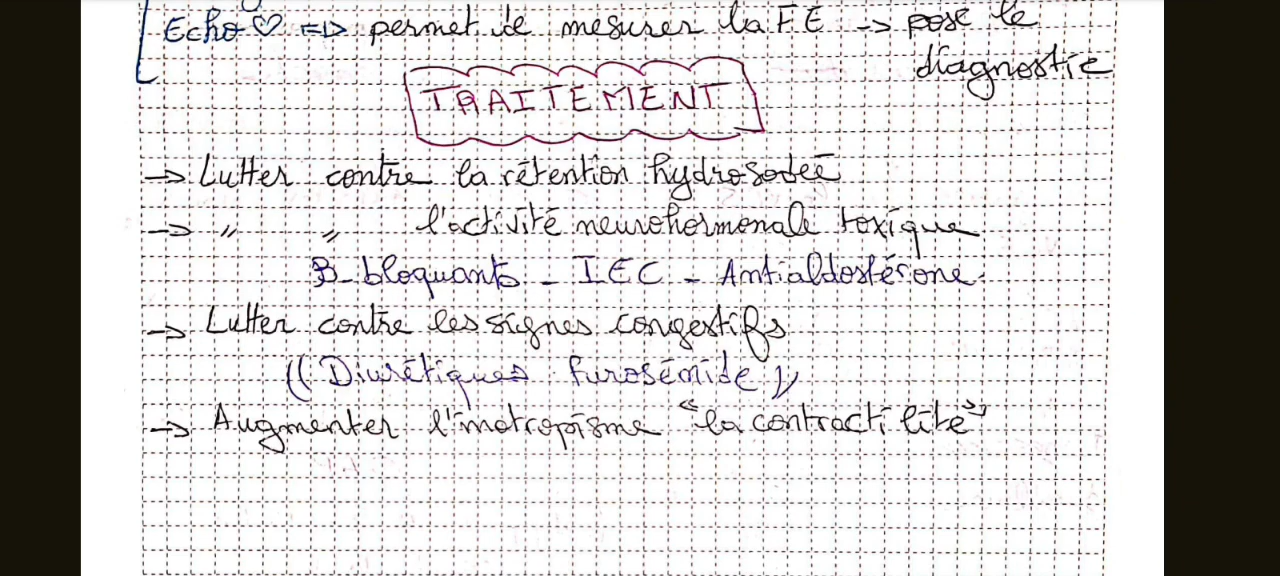 Echo ♡ => permet de mesurer la FE -> pose le
diagnostic
TRAITEMENT
-> Lutter contre la rétention hydrosodée
-> " " l'activité neurohormonale toxique
B-bloquants - IEC - Antialdostérone.
-> Lutter contre les signes congestifs
(( Diurétiques furosémide ))
-> Augmenter l'inotropisme "la contractilité"